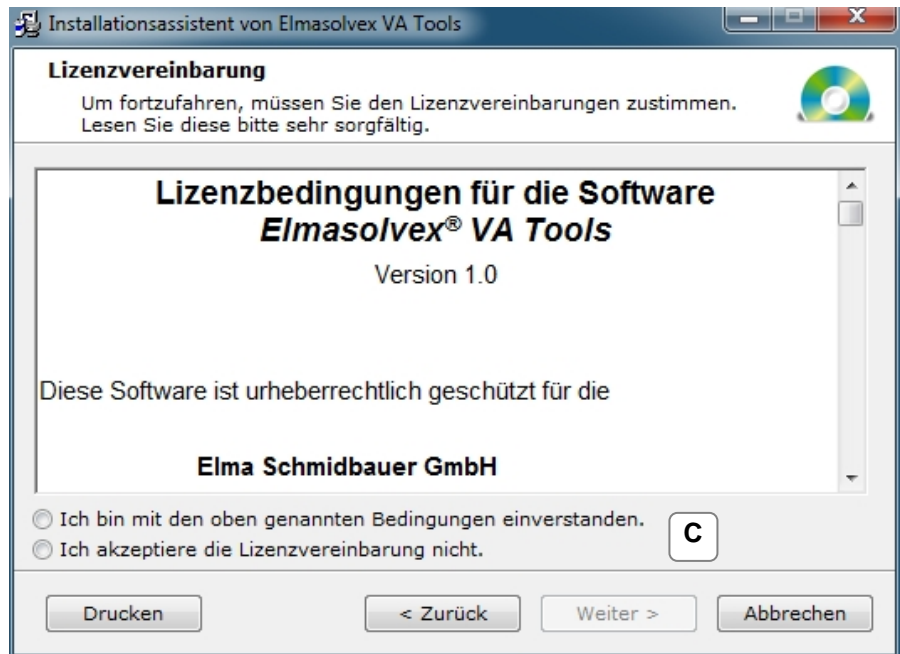 Installationsassistent von Elmasolvex VA Tools
Lizenzvereinbarung
Um fortzufahren, müssen Sie den Lizenzvereinbarungen zustimmen.
Lesen Sie diese bitte sehr sorgfältig.
Lizenzbedingungen für die Software
Elmasolvex® VA Tools
Version 1.0
Diese Software ist urheberrechtlich geschützt für die
Elma Schmidbauer GmbH
Ich bin mit den oben genannten Bedingungen einverstanden.
Ich akzeptiere die Lizenzvereinbarung nicht.
C
Drucken
< Zurück
Weiter >
Abbrechen